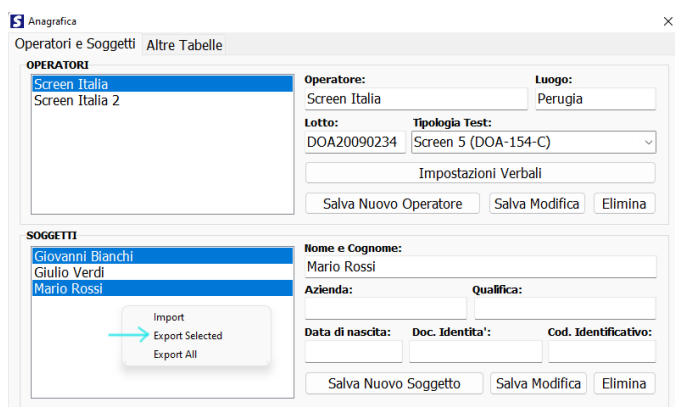 S Anagrafica
Operatori e Soggetti Altre Tabelle
OPERATORI
Screen Italia
Screen Italia 2
Operatore: Luogo:
Screen Italia Perugia
Lotto: Tipologia Test:
DOA20090234 Screen 5 (DOA-154-C)
Impostazioni Verbali
Salva Nuovo Operatore Salva Modifica Elimina
SOGGETTI
Giovanni Bianchi
Giulio Verdi
Mario Rossi
Import
Export Selected
Export All
Nome e Cognome:
Mario Rossi
Azienda: Qualifica:
Data di nascita: Doc. Identita': Cod. Identificativo:
Salva Nuovo Soggetto Salva Modifica Elimina